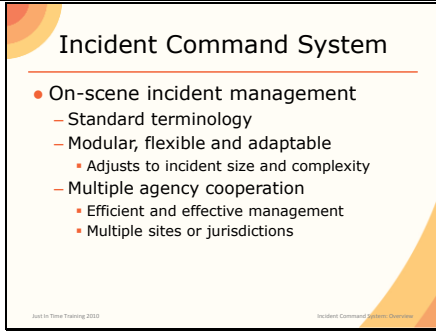 Incident Command System
● On-scene incident management
– Standard terminology
– Modular, flexible and adaptable
▪ Adjusts to incident size and complexity
– Multiple agency cooperation
▪ Efficient and effective management
▪ Multiple sites or jurisdictions
Just In Time Training 2010
Incident Command System: Overview